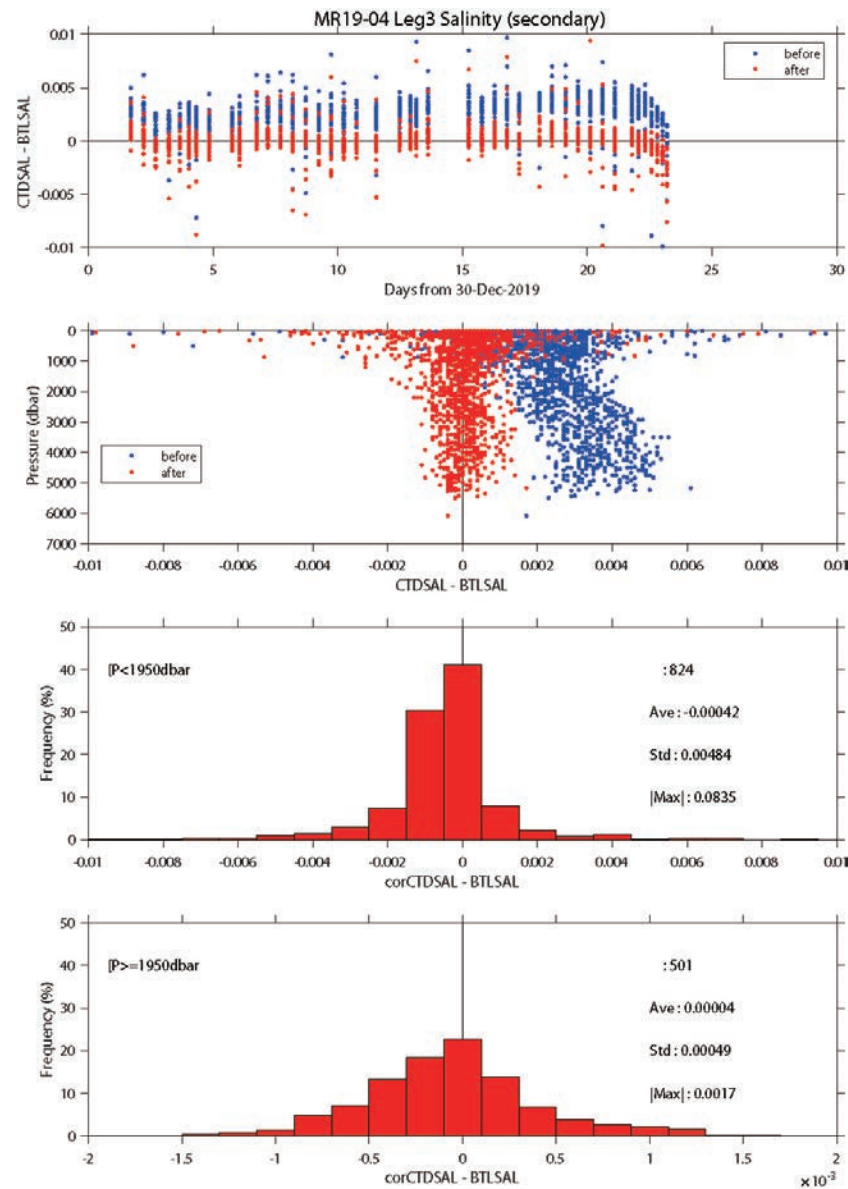 MR19-04 Leg3 Salinity (secondary)
0.01
0.005
0
-0.005
-0.01
CTDSAL - BTLSAL
before
after
0 5 10 15 20 25 30
Days from 30-Dec-2019
0
1000
2000
3000
4000
5000
6000
7000
Pressure (dbar)
before
after
-0.01 -0.008 -0.006 -0.004 -0.002 0 0.002 0.004 0.006 0.008 0.01
CTDSAL - BTLSAL
50
40
30
20
10
0
Frequency (%)
[P<1950dbar : 824
Ave : -0.00042
Std : 0.00484
|Max| : 0.0835
-0.01 -0.008 -0.006 -0.004 -0.002 0 0.002 0.004 0.006 0.008 0.01
corCTDSAL - BTLSAL
50
40
30
20
10
0
Frequency (%)
[P>=1950dbar : 501
Ave : 0.00004
Std : 0.00049
|Max| : 0.0017
-2 -1.5 -1 -0.5 0 0.5 1 1.5 2
corCTDSAL - BTLSAL
×10⁻³